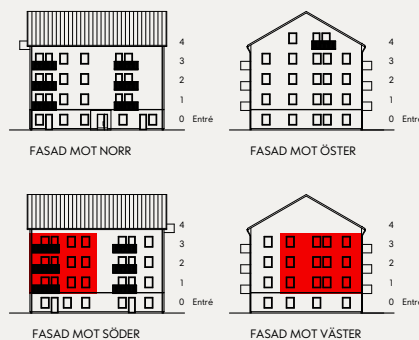 4
3
2
1
0 Entré
FASAD MOT NORR
4
3
2
1
0 Entré
FASAD MOT ÖSTER
4
3
2
1
0 Entré
FASAD MOT SÖDER
4
3
2
1
0 Entré
FASAD MOT VÄSTER